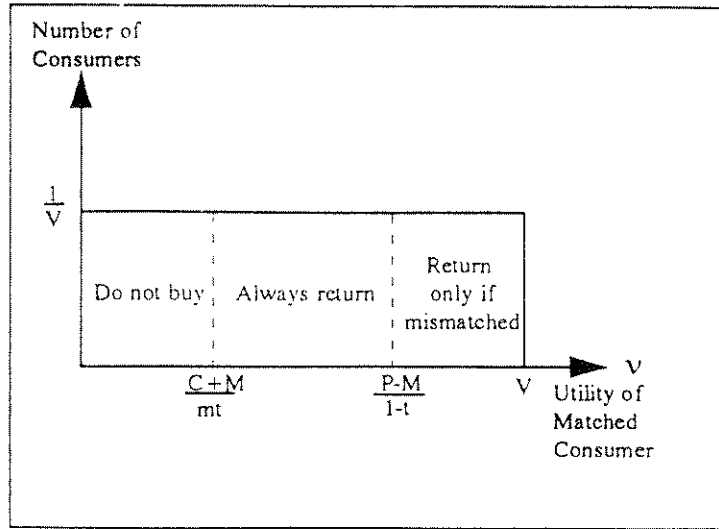 Number of
Consumers
1
V
Do not buy
Always return
Return
only if
mismatched
C+M
mt
P-M
1-t
V
ν
Utility of
Matched
Consumer